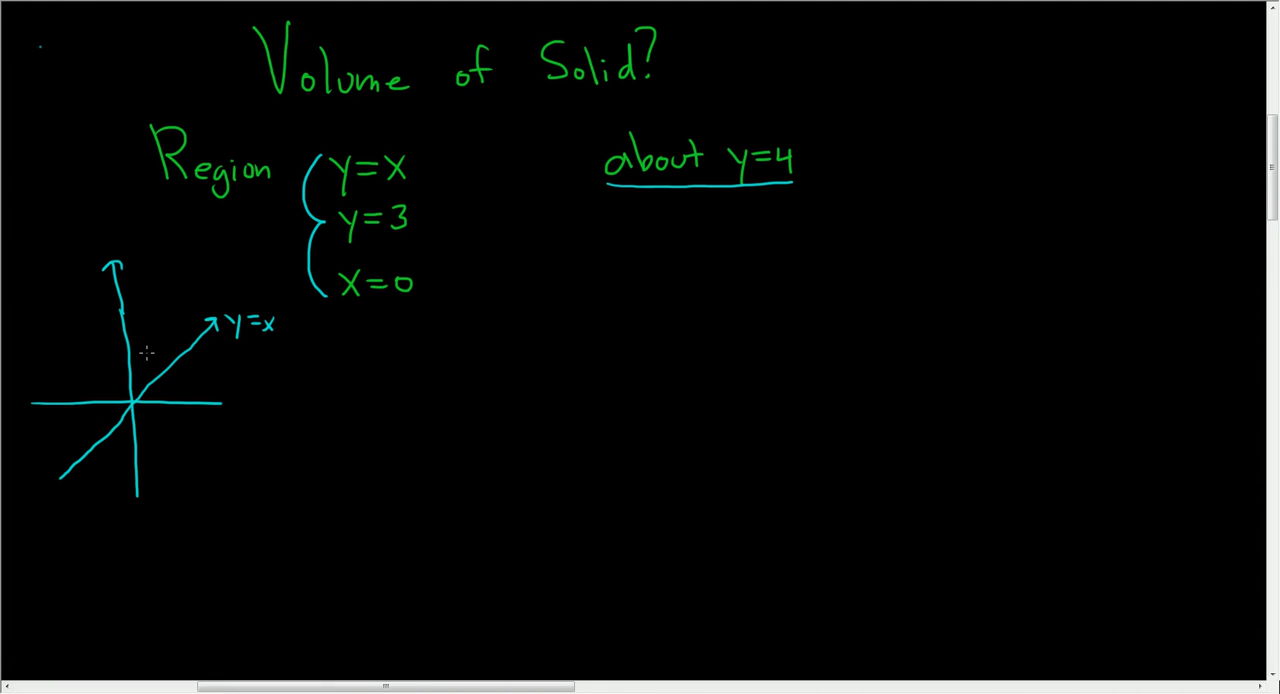 Volume of Solid?
Region y=x
y=3
x=0
about y=4
y=x